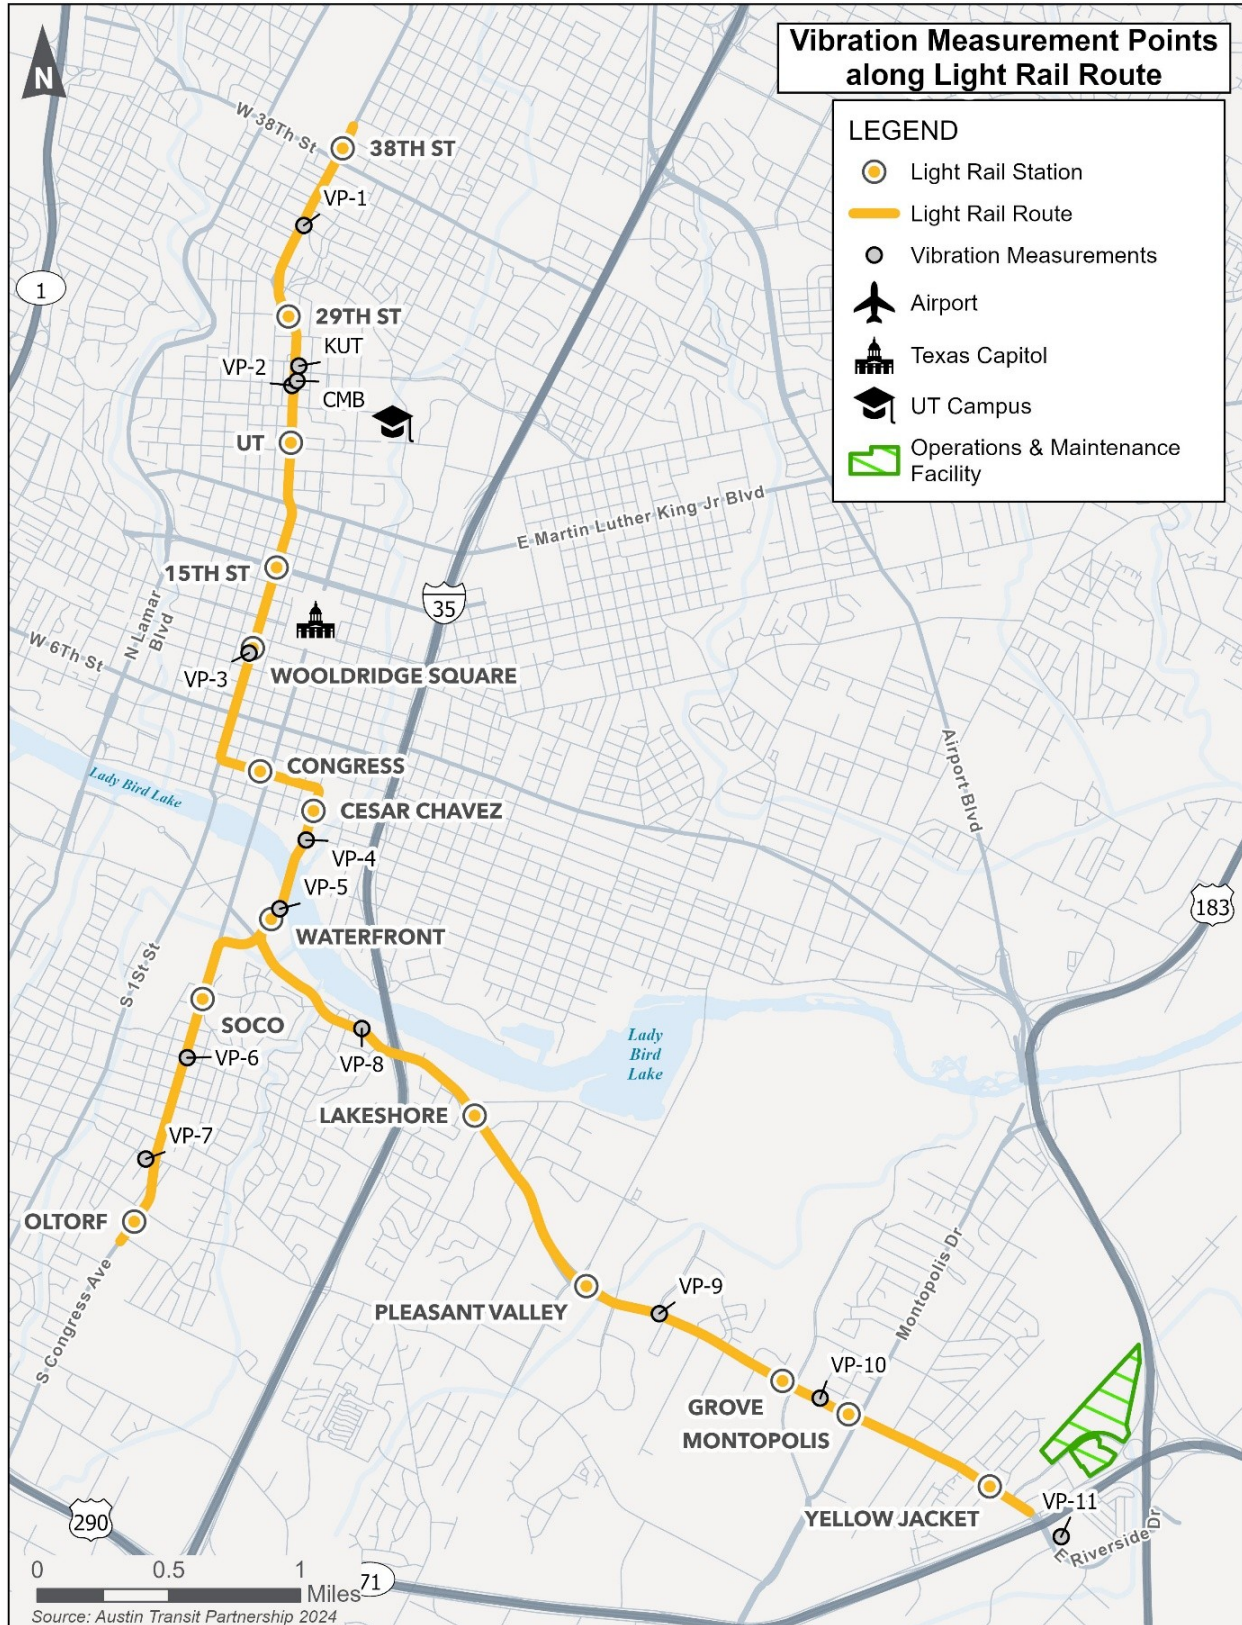 Vibration Measurement Points
along Light Rail Route
N
LEGEND
Light Rail Station
Light Rail Route
Vibration Measurements
Airport
Texas Capitol
UT Campus
Operations & Maintenance
Facility
W 38Th St
38TH ST
VP-1
1
29TH ST
KUT
VP-2
CMB
UT
E Martin Luther King Jr Blvd
15TH ST
35
N Lamar
Blvd
W 6Th St
VP-3
WOOLDRIDGE SQUARE
Airport Blvd
CONGRESS
Lady Bird Lake
CESAR CHAVEZ
VP-4
VP-5
183
WATERFRONT
S 1St St
SOCO
Lady
Bird
Lake
VP-6
VP-8
LAKESHORE
VP-7
OLTORF
Montopolis Dr
S Congress Ave
VP-9
PLEASANT VALLEY
VP-10
GROVE
MONTOPOLIS
VP-11
YELLOW JACKET
E Riverside Dr
290
0 0.5 1
Miles
71
Source: Austin Transit Partnership 2024